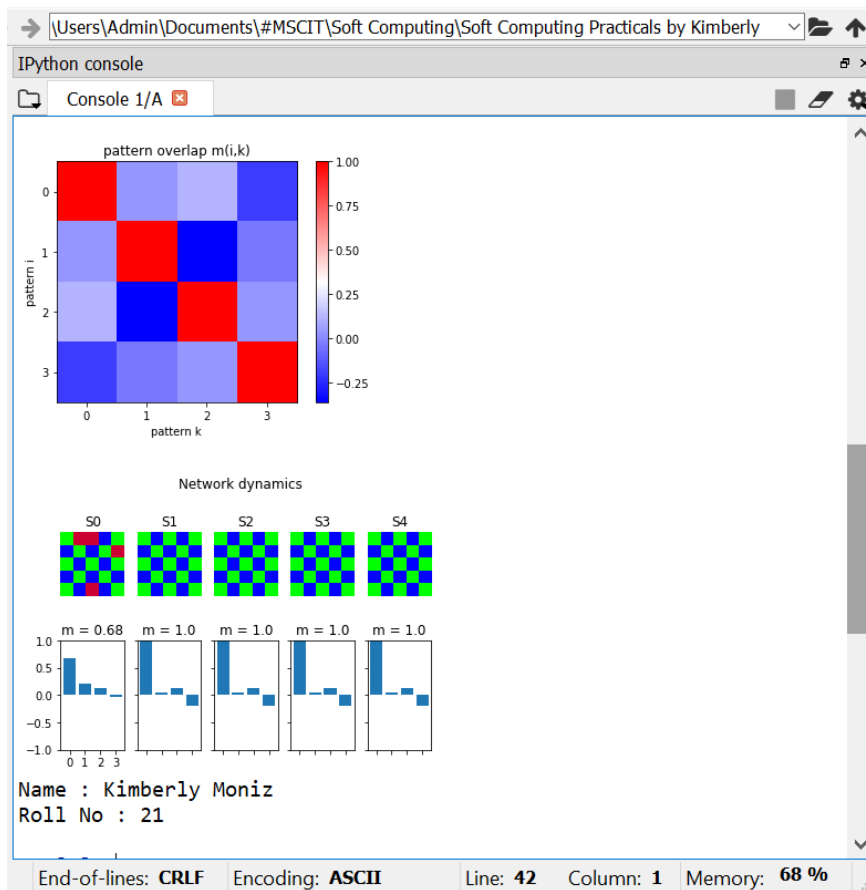 \Users\Admin\Documents\#MSCIT\Soft Computing\Soft Computing Practicals by Kimberly
IPython console
Console 1/A
pattern overlap m(i,k)
1.00
0.75
0.50
0.25
0.00
−0.25
0
1
2
3
pattern i
0 1 2 3
pattern k
Network dynamics
S0 S1 S2 S3 S4
m = 0.68 m = 1.0 m = 1.0 m = 1.0 m = 1.0
1.0
0.5
0.0
−0.5
−1.0
0 1 2 3
Name : Kimberly Moniz
Roll No : 21
End-of-lines: CRLF Encoding: ASCII Line: 42 Column: 1 Memory: 68 %